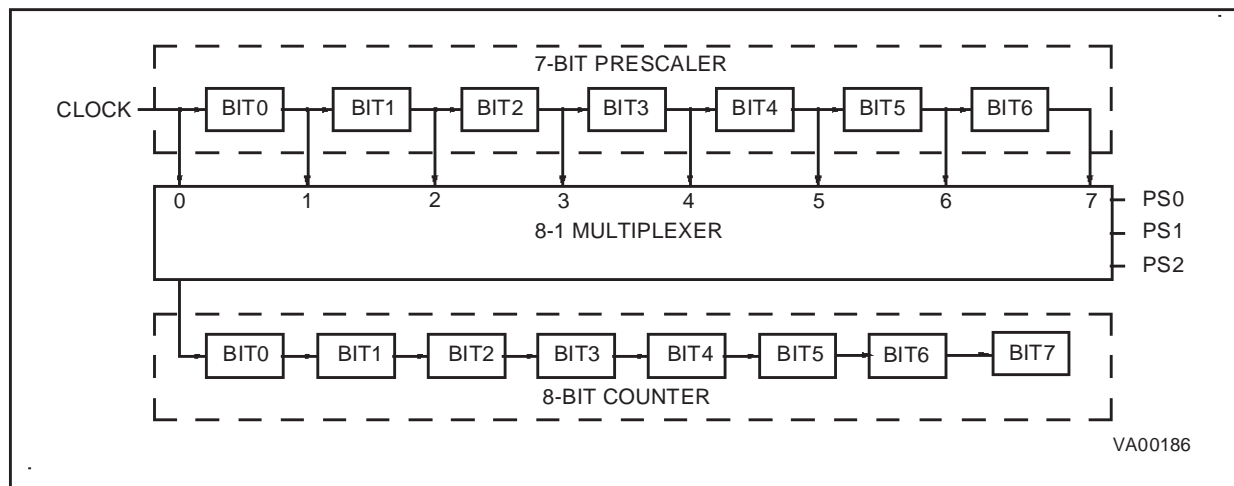 7-BIT PRESCALER
CLOCK BIT0 BIT1 BIT2 BIT3 BIT4 BIT5 BIT6
0 1 2 3 4 5 6 7 PS0
8-1 MULTIPLEXER PS1
PS2
BIT0 BIT1 BIT2 BIT3 BIT4 BIT5 BIT6 BIT7
8-BIT COUNTER
VA00186